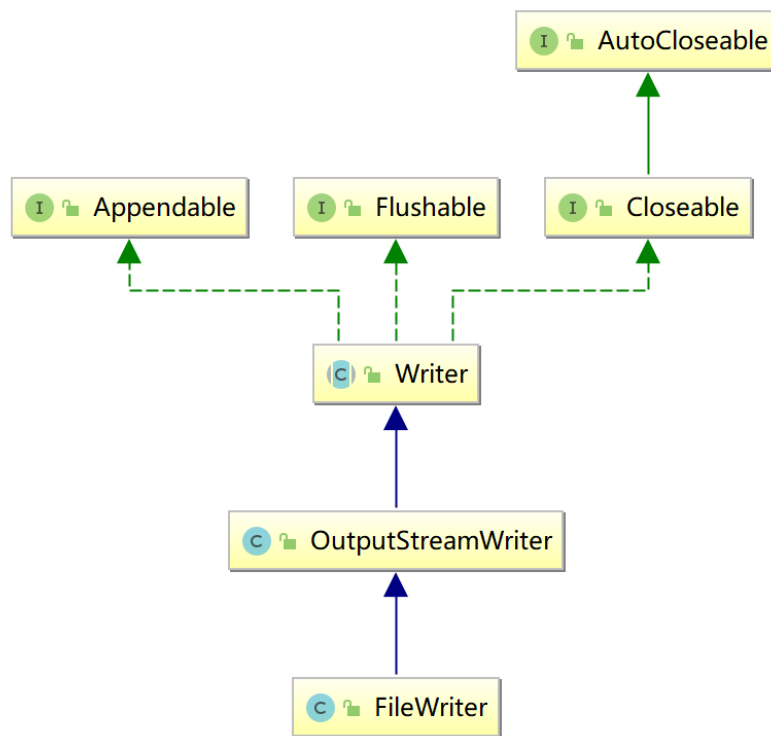 I AutoCloseable
I Appendable
I Flushable
I Closeable
C Writer
C OutputStreamWriter
C FileWriter